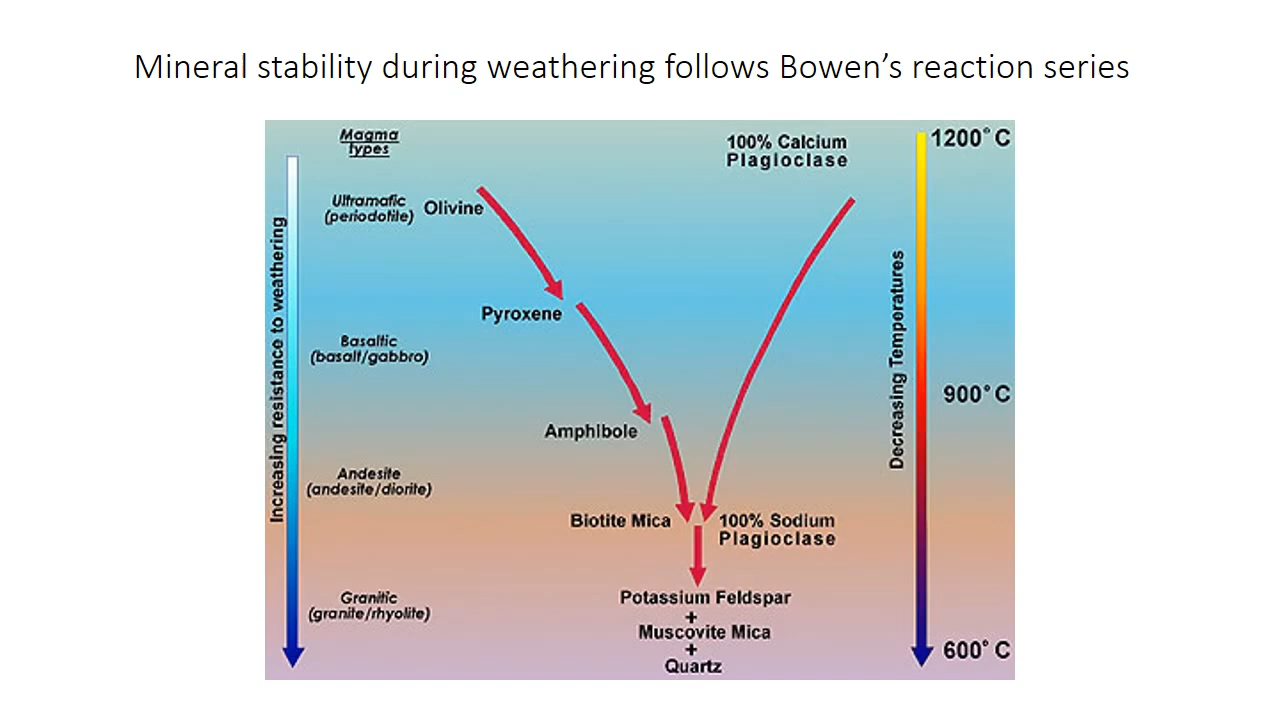 Mineral stability during weathering follows Bowen’s reaction series
Magma
types
100% Calcium
Plagioclase
1200° C
Ultramafic
(periodotite)
Olivine
Increasing resistance to weathering
Pyroxene
Basaltic
(basalt/gabbro)
Decreasing Temperatures
900° C
Amphibole
Andesite
(andesite/diorite)
Biotite Mica
100% Sodium
Plagioclase
Granitic
(granite/rhyolite)
Potassium Feldspar
+
Muscovite Mica
+
Quartz
600° C